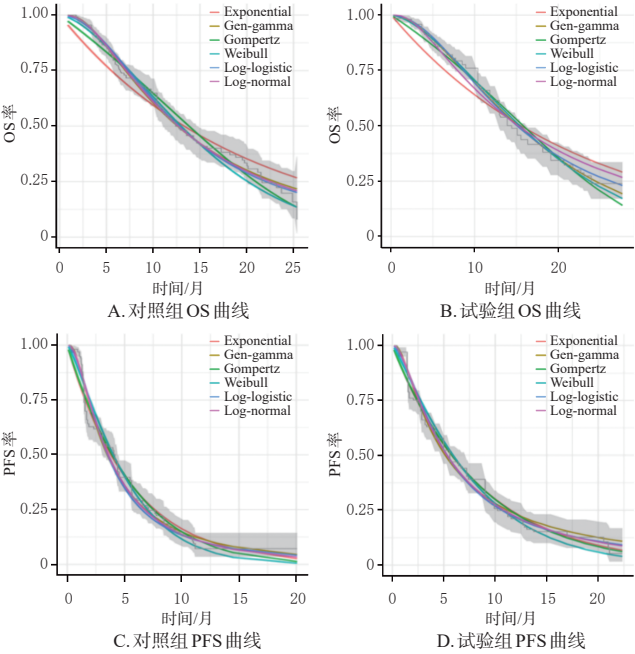 1.00
0.75
0.50
0.25
0
OS 率
Exponential
Gen-gamma
Gompertz
Weibull
Log-logistic
Log-normal
0 5 10 15 20 25
时间/月
A.对照组 OS 曲线
1.00
0.75
0.50
0.25
0
OS 率
Exponential
Gen-gamma
Gompertz
Weibull
Log-logistic
Log-normal
0 10 20
时间/月
B.试验组 OS 曲线
1.00
0.75
0.50
0.25
0
PFS 率
Exponential
Gen-gamma
Gompertz
Weibull
Log-logistic
Log-normal
0 5 10 15 20
时间/月
C.对照组 PFS 曲线
1.00
0.75
0.50
0.25
0
PFS 率
Exponential
Gen-gamma
Gompertz
Weibull
Log-logistic
Log-normal
0 5 10 15 20
时间/月
D.试验组 PFS 曲线